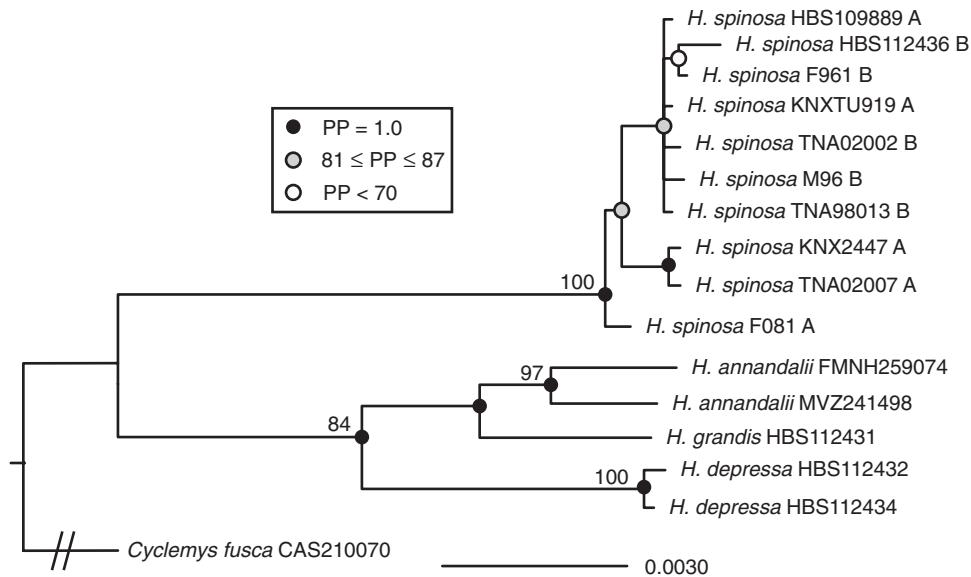 H. spinosa HBS109889 A
H. spinosa HBS112436 B
H. spinosa F961 B
H. spinosa KNXTU919 A
H. spinosa TNA02002 B
H. spinosa M96 B
H. spinosa TNA98013 B
H. spinosa KNX2447 A
H. spinosa TNA02007 A
H. spinosa F081 A
H. annandalii FMNH259074
H. annandalii MVZ241498
H. grandis HBS112431
H. depressa HBS112432
H. depressa HBS112434
Cyclemys fusca CAS210070
PP = 1.0
81 ≤ PP ≤ 87
PP < 70
100
97
84
100
0.0030